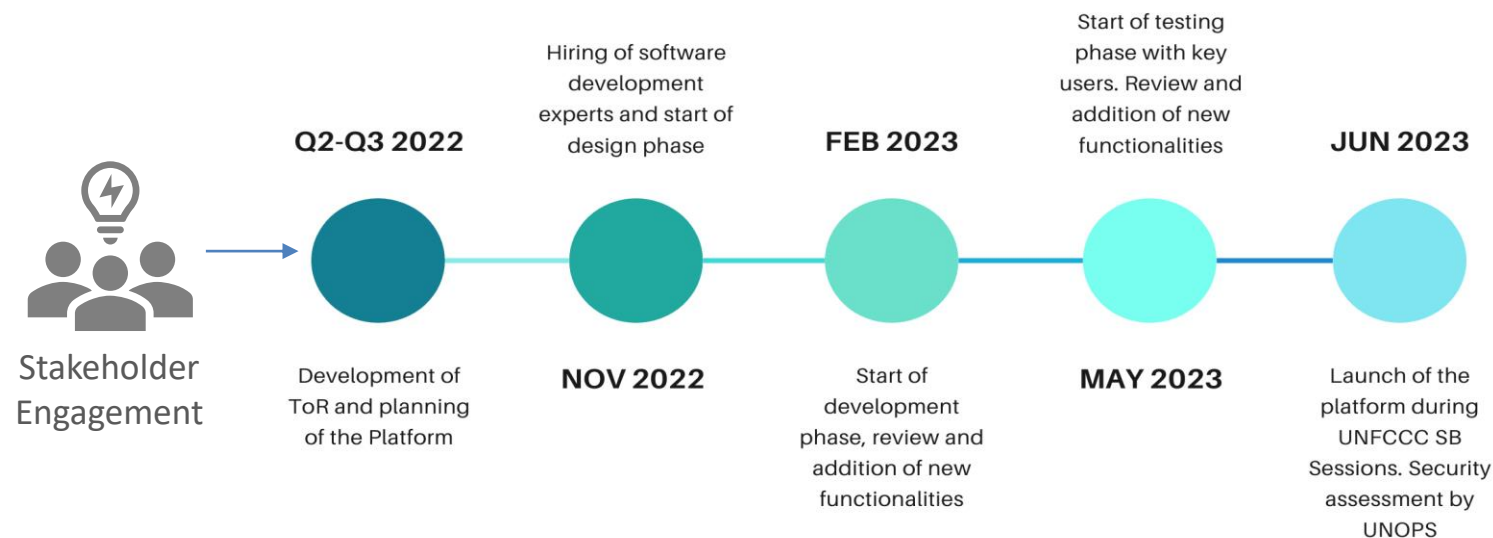 Stakeholder
Engagement
Q2-Q3 2022
Development of
ToR and planning
of the Platform
Hiring of software
development
experts and start of
design phase
NOV 2022
FEB 2023
Start of
development
phase, review and
addition of new
functionalities
Start of testing
phase with key
users. Review and
addition of new
functionalities
MAY 2023
JUN 2023
Launch of the
platform during
UNFCCC SB
Sessions. Security
assessment by
UNOPS